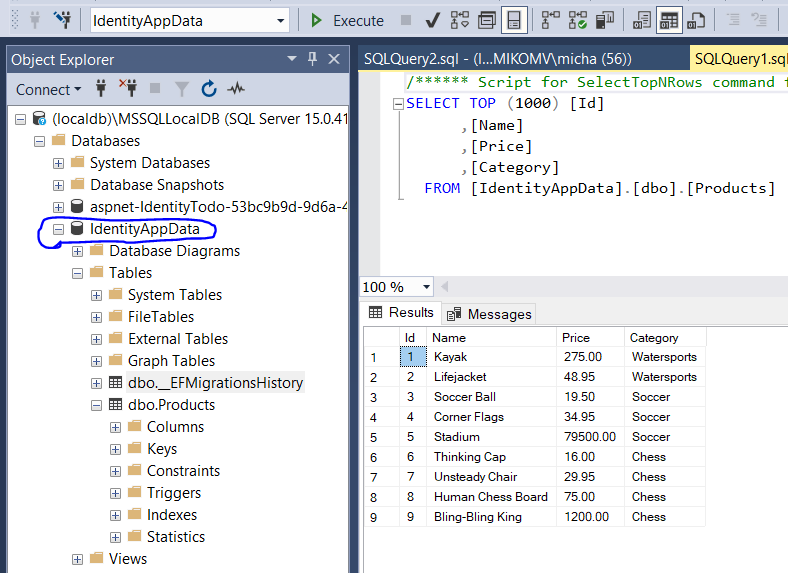 IdentityAppData
Execute
Object Explorer
Connect
(localdb)\MSSQLLocalDB (SQL Server 15.0.41
Databases
System Databases
Database Snapshots
aspnet-IdentityTodo-53bc9b9d-9d6a-4
IdentityAppData
Database Diagrams
Tables
System Tables
FileTables
External Tables
Graph Tables
dbo.__EFMigrationsHistory
dbo.Products
Columns
Keys
Constraints
Triggers
Indexes
Statistics
Views
SQLQuery2.sql - (l...MIKOMV\micha (56))
SQLQuery1.sql
/****** Script for SelectTopNRows command f
SELECT TOP (1000) [Id]
,[Name]
,[Price]
,[Category]
FROM [IdentityAppData].[dbo].[Products]
100 %
Results Messages
Id Name Price Category
1 1 Kayak 275.00 Watersports
2 2 Lifejacket 48.95 Watersports
3 3 Soccer Ball 19.50 Soccer
4 4 Corner Flags 34.95 Soccer
5 5 Stadium 79500.00 Soccer
6 6 Thinking Cap 16.00 Chess
7 7 Unsteady Chair 29.95 Chess
8 8 Human Chess Board 75.00 Chess
9 9 Bling-Bling King 1200.00 Chess